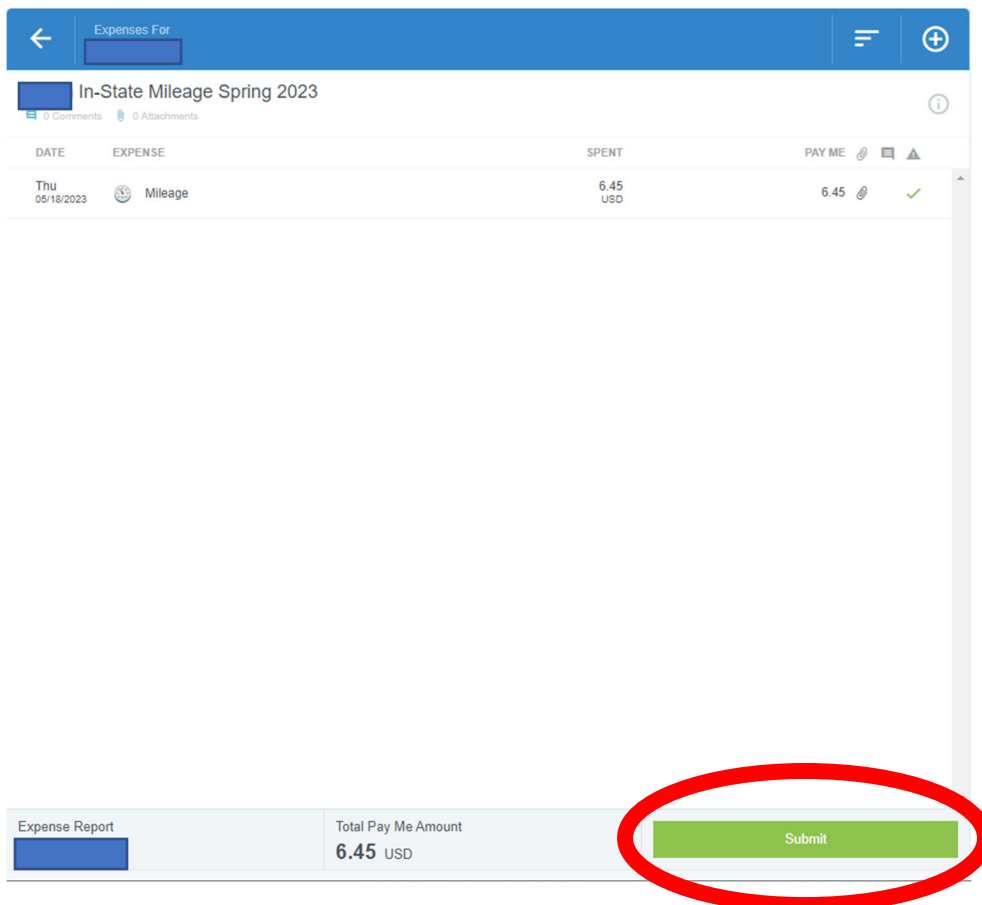 Expenses For
In-State Mileage Spring 2023
0 Comments 0 Attachments
DATE EXPENSE SPENT PAY ME
Thu
05/18/2023
Mileage
6.45
USD
6.45
Expense Report
Total Pay Me Amount
6.45 USD
Submit